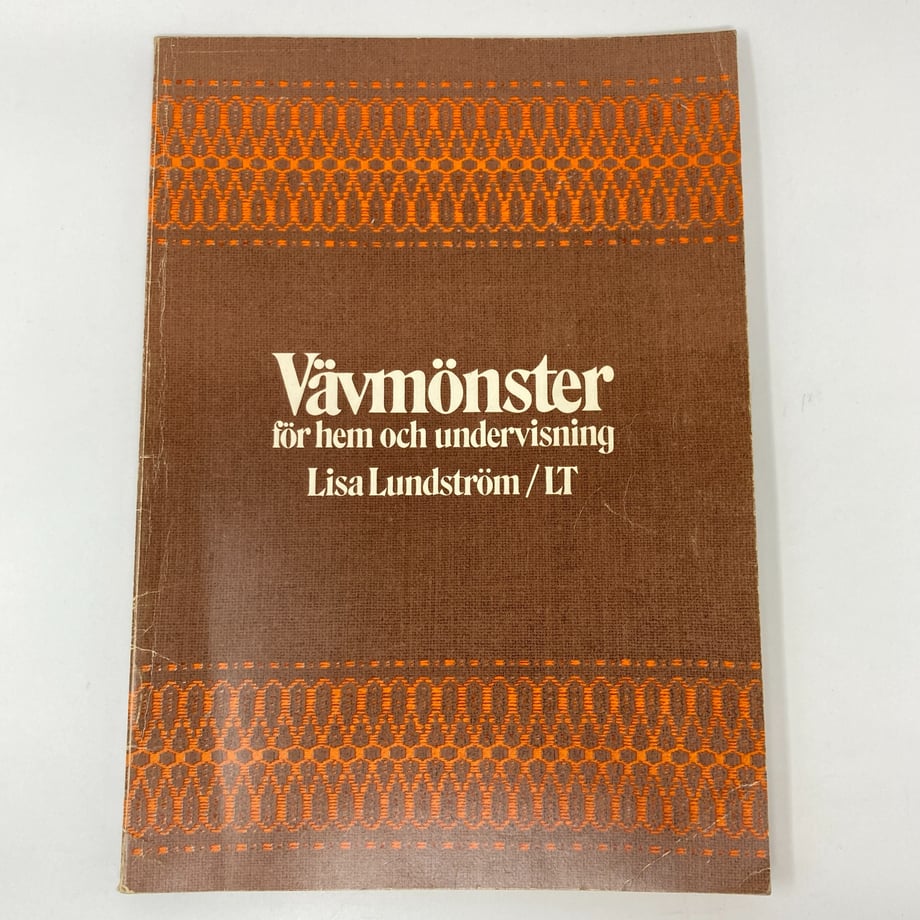 Vävmönster
för hem och undervisning
Lisa Lundström / LT